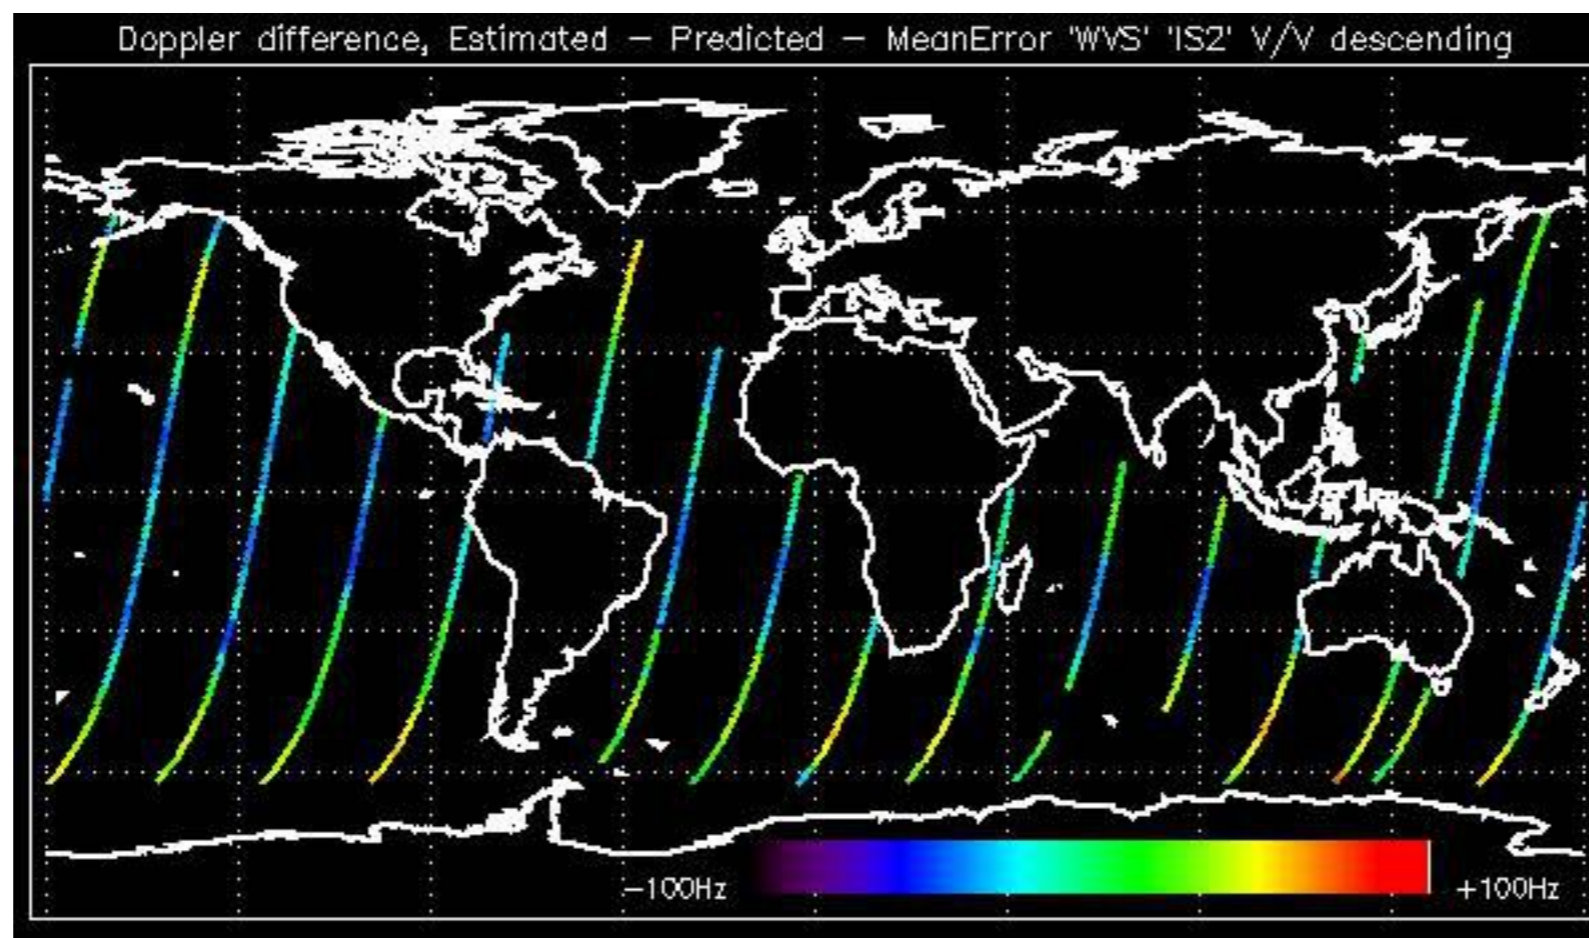 Doppler difference, Estimated – Predicted – MeanError 'WVS' 'IS2' V/V descending
-100Hz +100Hz